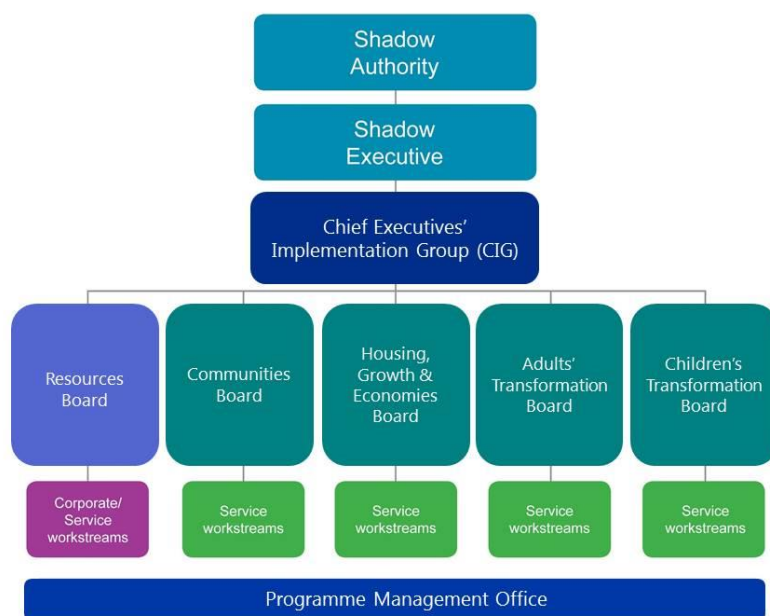 Shadow
Authority
Shadow
Executive
Chief Executives'
Implementation Group (CIG)
Resources
Board
Communities
Board
Housing,
Growth &
Economies
Board
Adults'
Transformation
Board
Children's
Transformation
Board
Corporate/
Service
workstreams
Service
workstreams
Service
workstreams
Service
workstreams
Service
workstreams
Programme Management Office